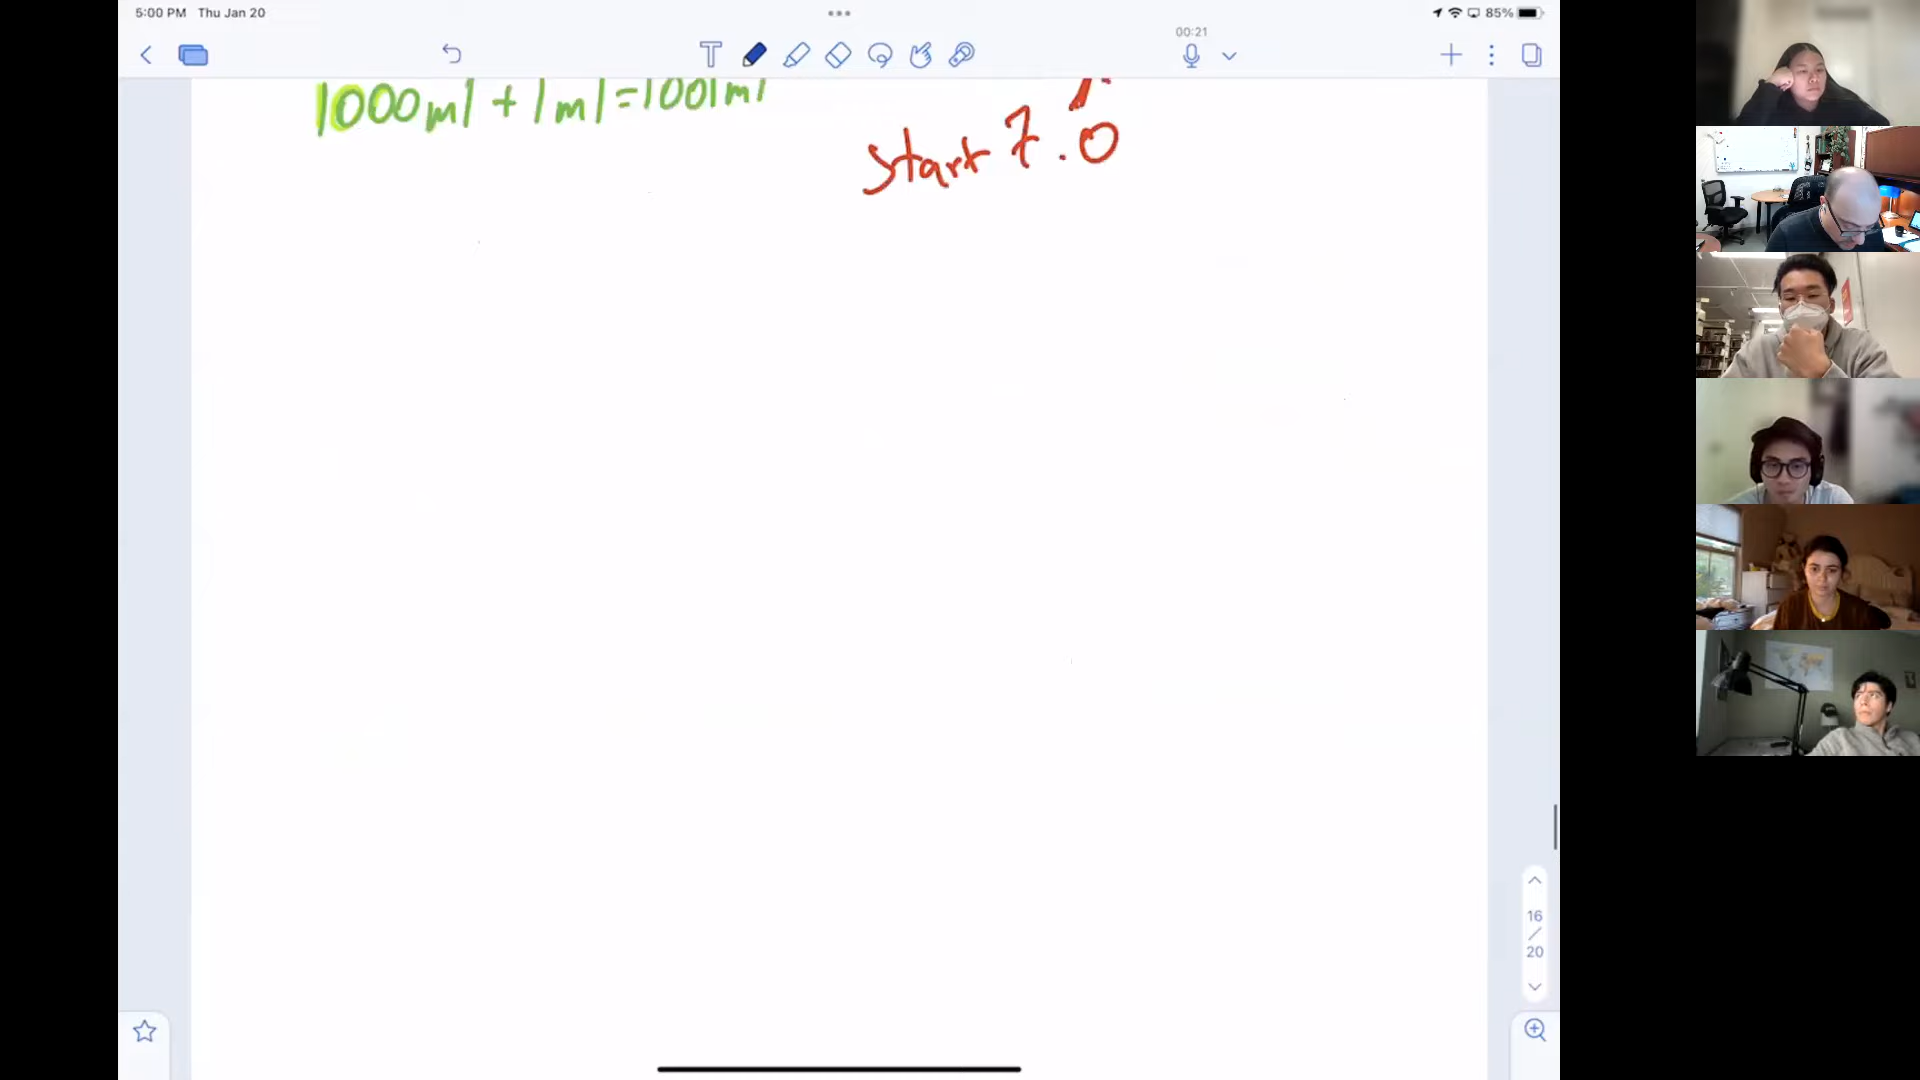 5:00 PM Thu Jan 20
85%
00:21
T
1000ml + 1ml = 1001ml
start 7.0
16
/
20